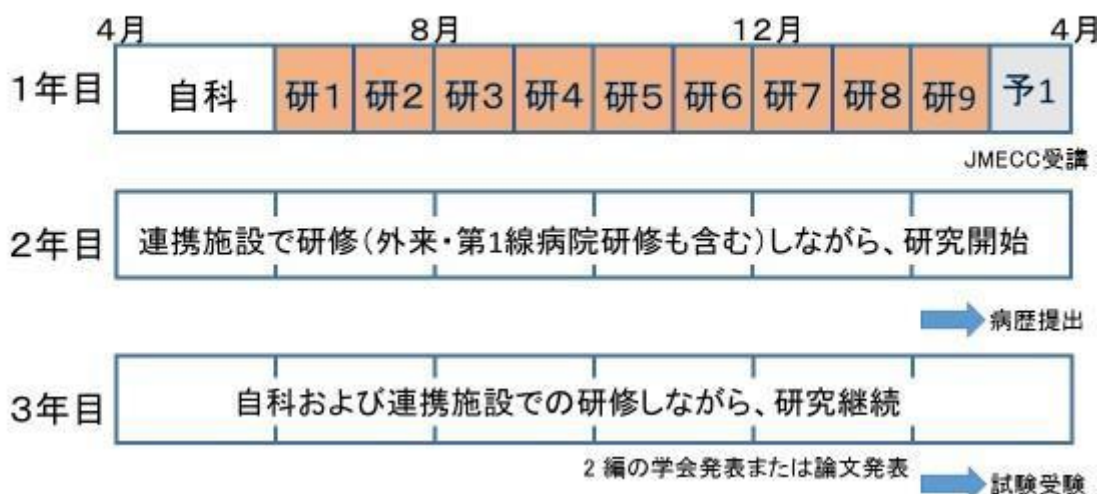 4月 8月 12月 4月
1年目 自科 研1 研2 研3 研4 研5 研6 研7 研8 研9 予1
JMECC受講
2年目 連携施設で研修(外来・第1線病院研修も含む)しながら、研究開始
病歴提出
3年目 自科および連携施設での研修しながら、研究継続
2編の学会発表または論文発表
試験受験